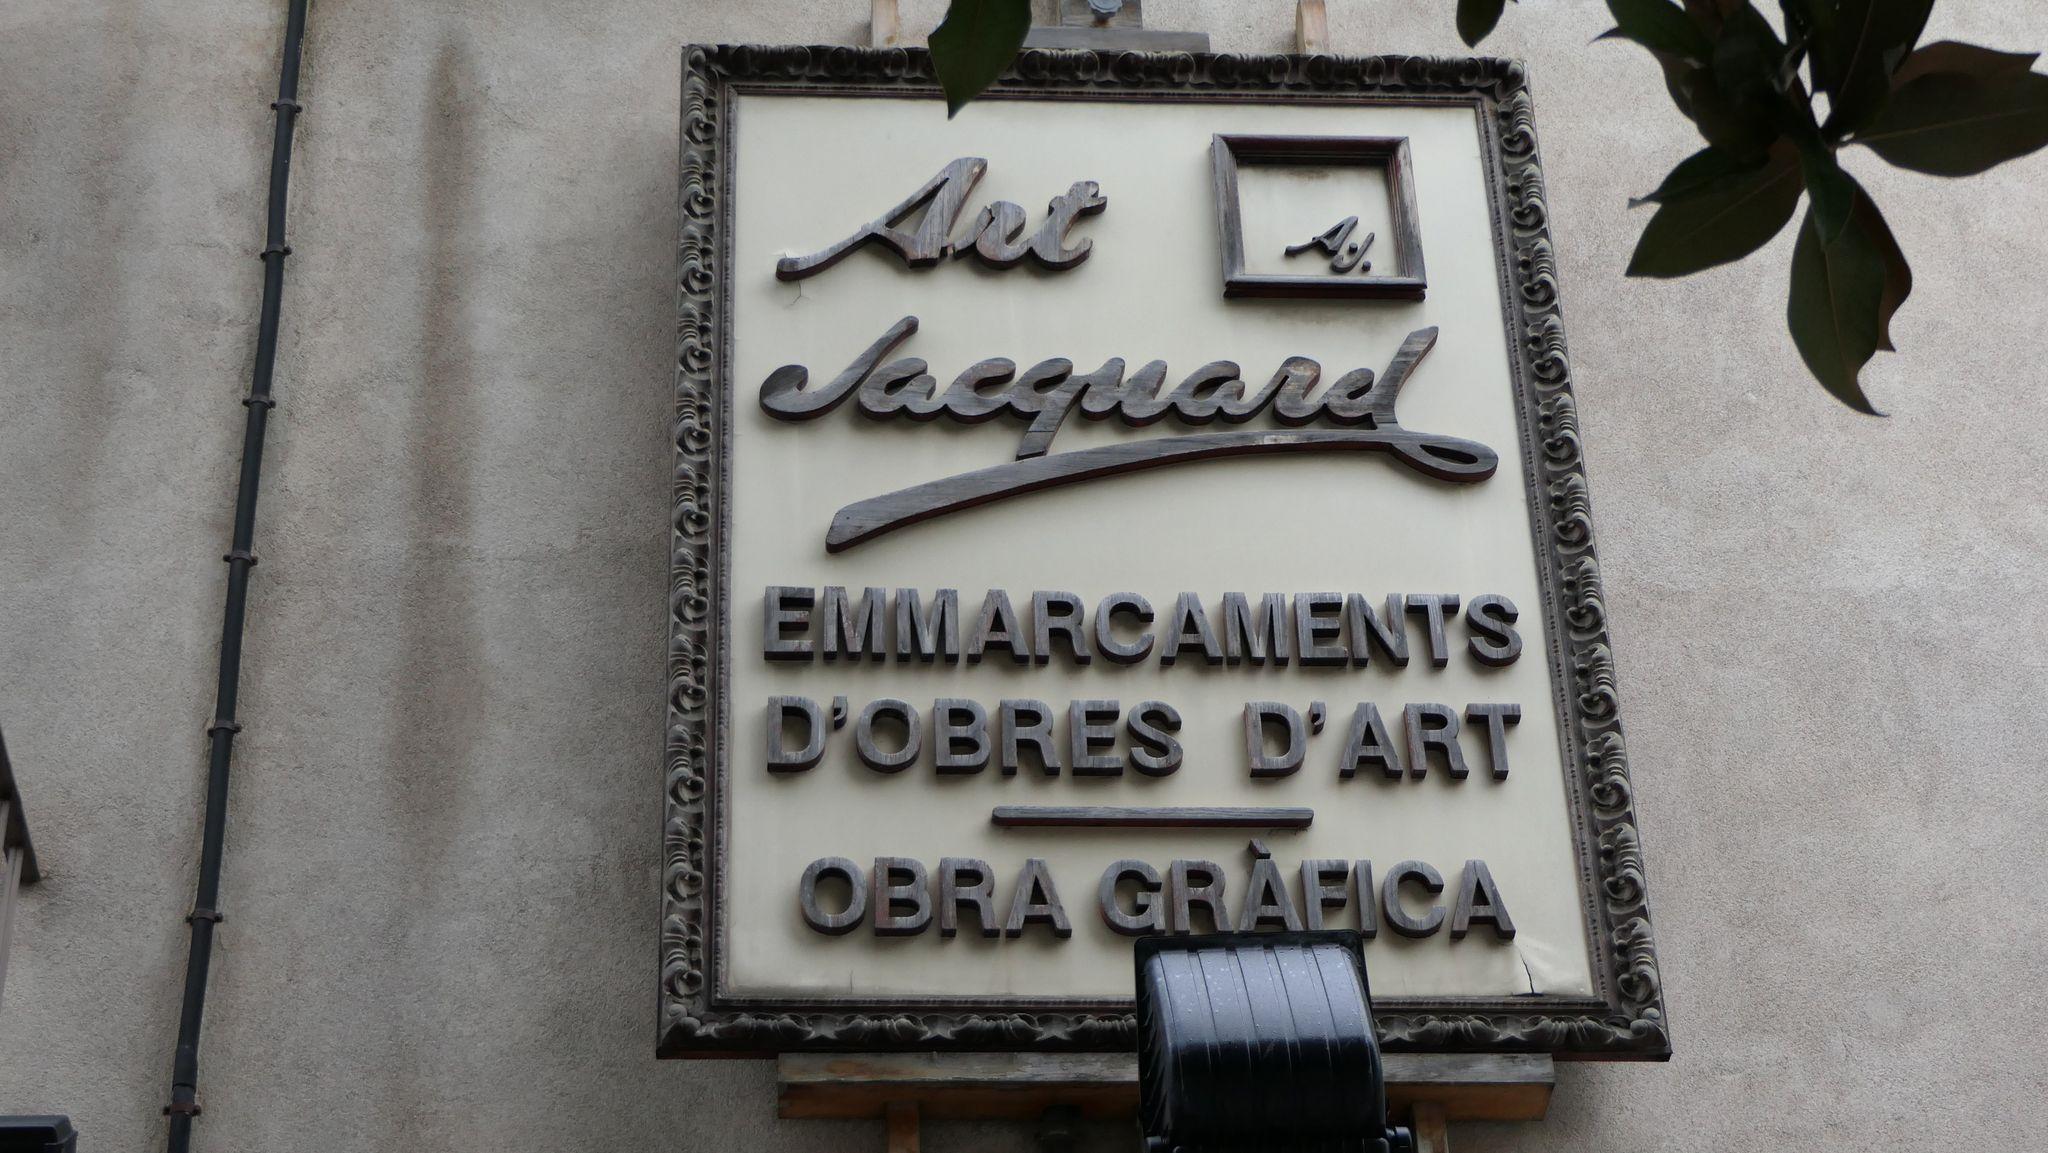 Art
A.J.
Jacquard
EMMARCAMENTS
D'OBRES D'ART
OBRA GRÀFICA